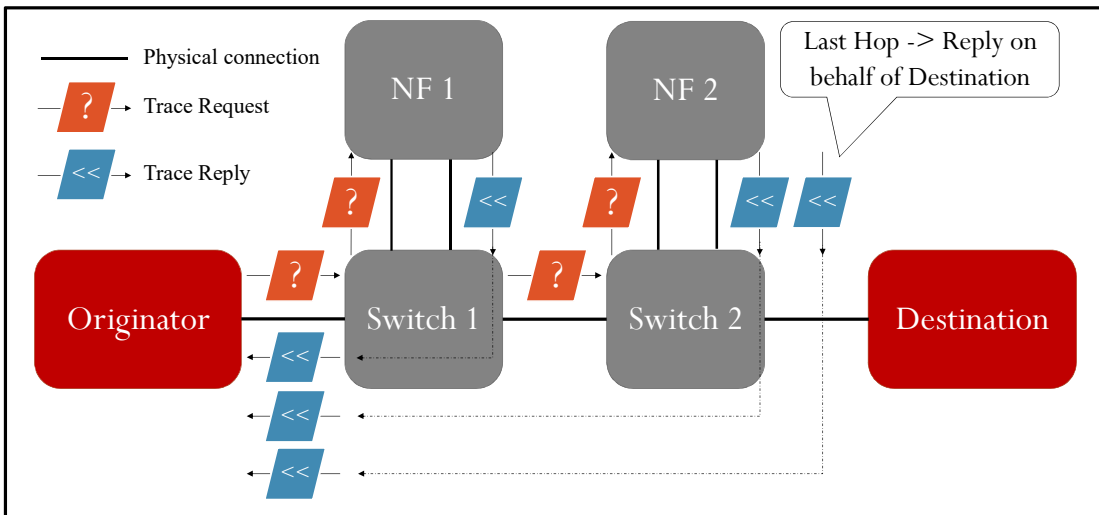 Physical connection
? Trace Request
<< Trace Reply
NF 1
NF 2
Last Hop -> Reply on
behalf of Destination
?
<<
?
<<
<<
?
?
Originator
Switch 1
Switch 2
Destination
<<
<<
<<